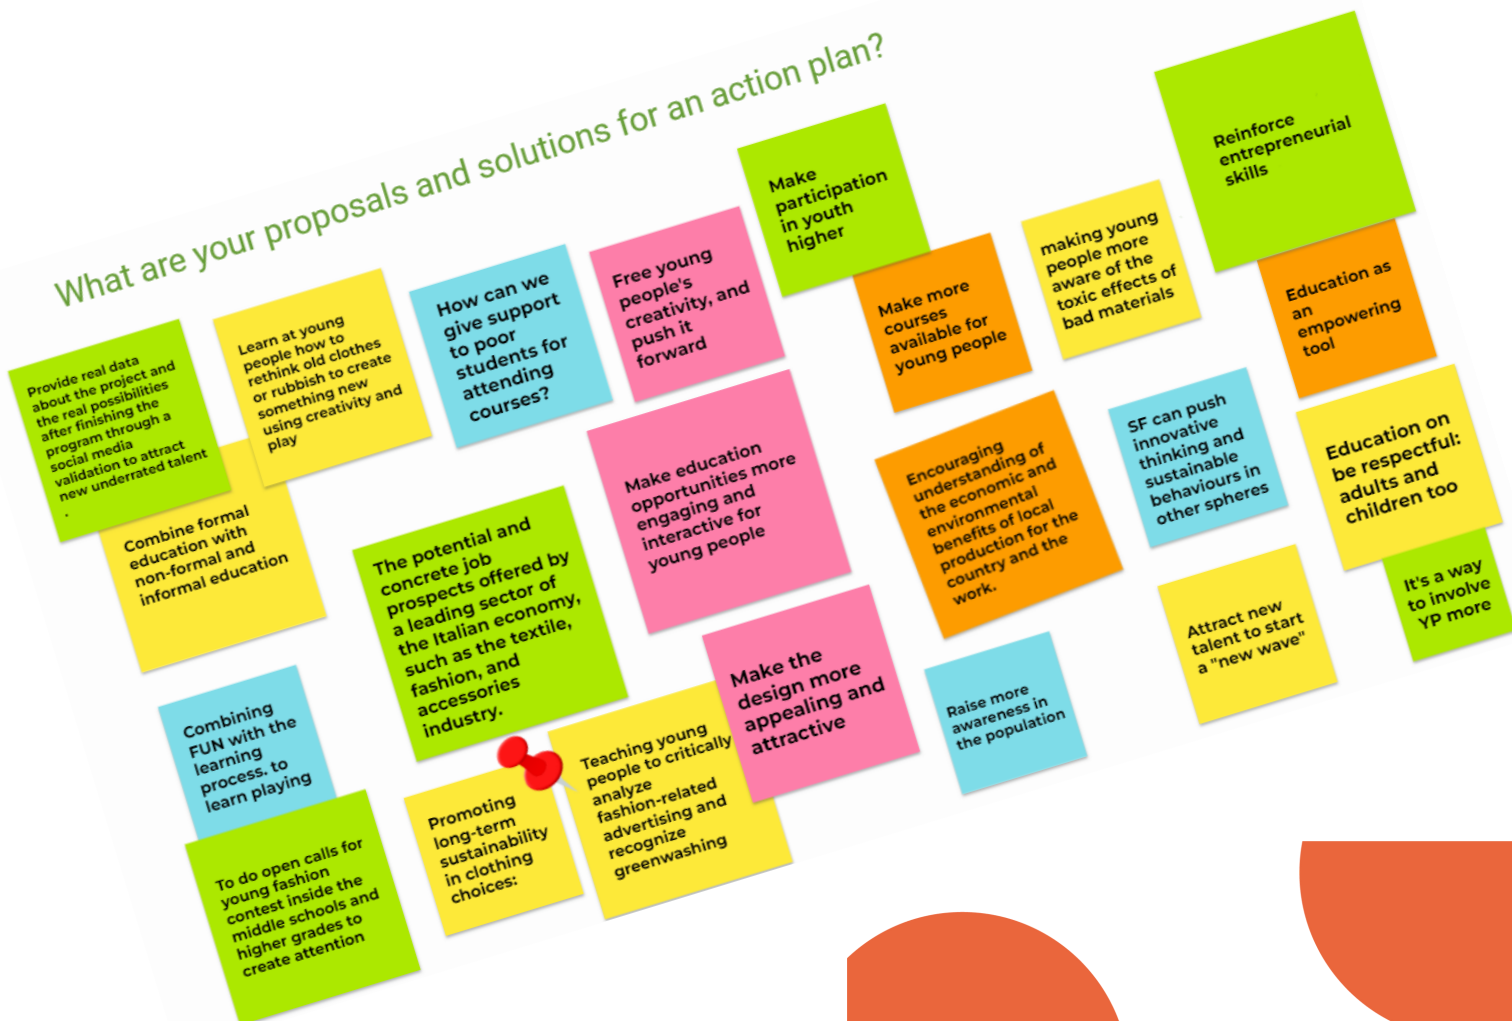 What are your proposals and solutions for an action plan?
Provide real data
about the project and
the real possibilities
after finishing the
program through a
social media
validation to attract
new underrated talent
.
Learn at young
people how to
rethink old clothes
or rubbish to create
something new
using creativity and
play
How can we
give support
to poor
students for
attending
courses?
Free young
people's
creativity, and
push it
forward
Make
participation
in youth
higher
Make more
courses
available for
young people
making young
people more
aware of the
toxic effects of
bad materials
Reinforce
entrepreneurial
skills
Education as
an
empowering
tool
Combine formal
education with
non-formal and
informal education
The potential and
concrete job
prospects offered by
a leading sector of
the Italian economy,
such as the textile,
fashion, and
accessories
industry.
Make education
opportunities more
engaging and
interactive for
young people
Encouraging
understanding of
the economic and
environmental
benefits of local
production for the
country and the
work.
SF can push
innovative
thinking and
sustainable
behaviours in
other spheres
Education on
be respectful:
adults and
children too
It's a way
to involve
YP more
Attract new
talent to start
a "new wave"
Make the
design more
appealing and
attractive
Raise more
awareness in
the population
Combining
FUN with the
learning
process. to
learn playing
To do open calls for
young fashion
contest inside the
middle schools and
higher grades to
create attention
Promoting
long-term
sustainability
in clothing
choices:
Teaching young
people to critically
analyze
fashion-related
advertising and
recognize
greenwashing